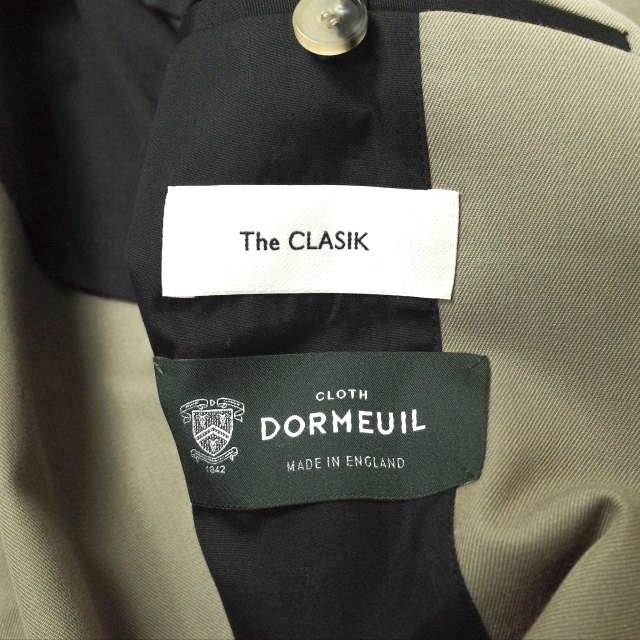 The CLASIK
CLOTH
DORMEUIL
MADE IN ENGLAND
1842